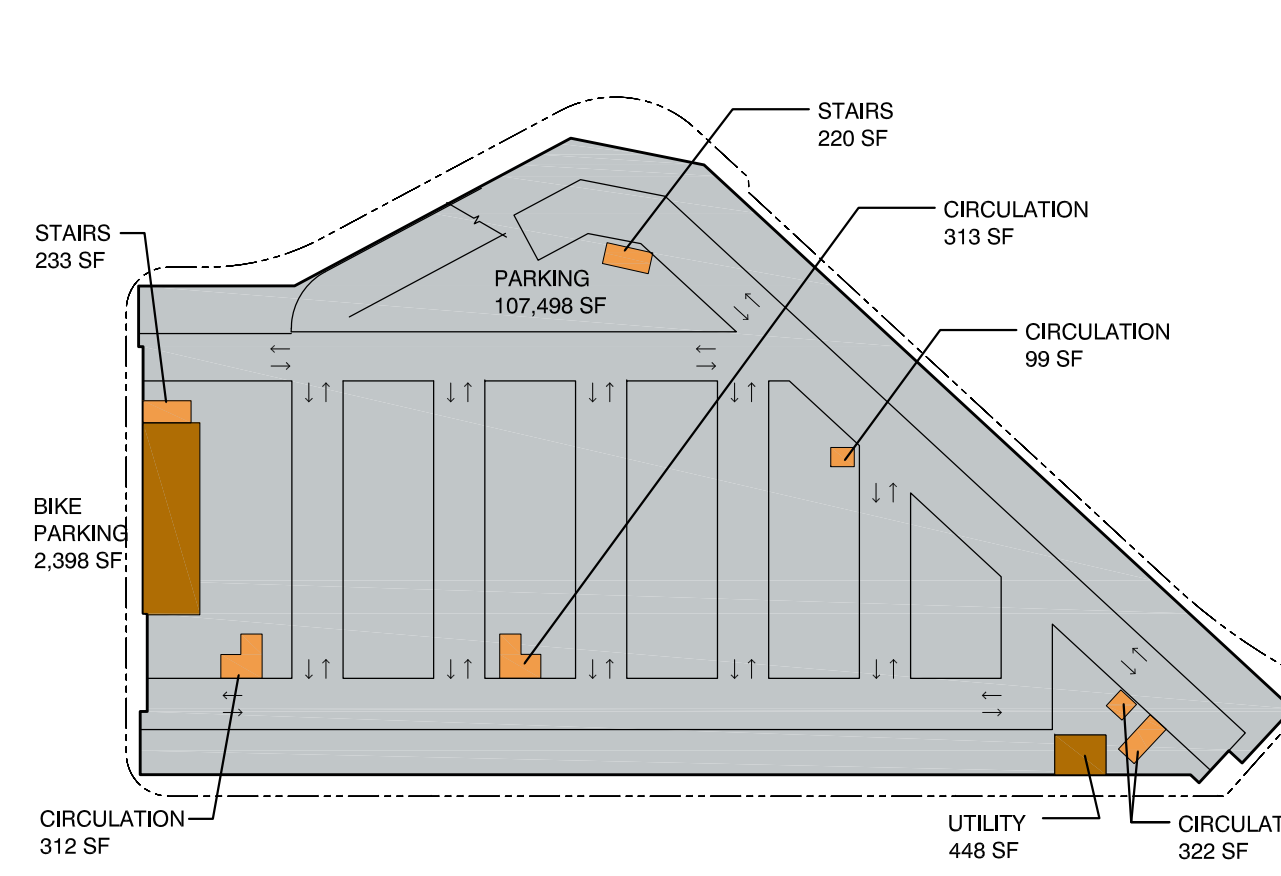 STAIRS
220 SF
CIRCULATION
313 SF
STAIRS
233 SF
PARKING
107,498 SF
CIRCULATION
99 SF
BIKE
PARKING
2,398 SF
CIRCULATION
312 SF
UTILITY
448 SF
CIRCULAT
322 SF